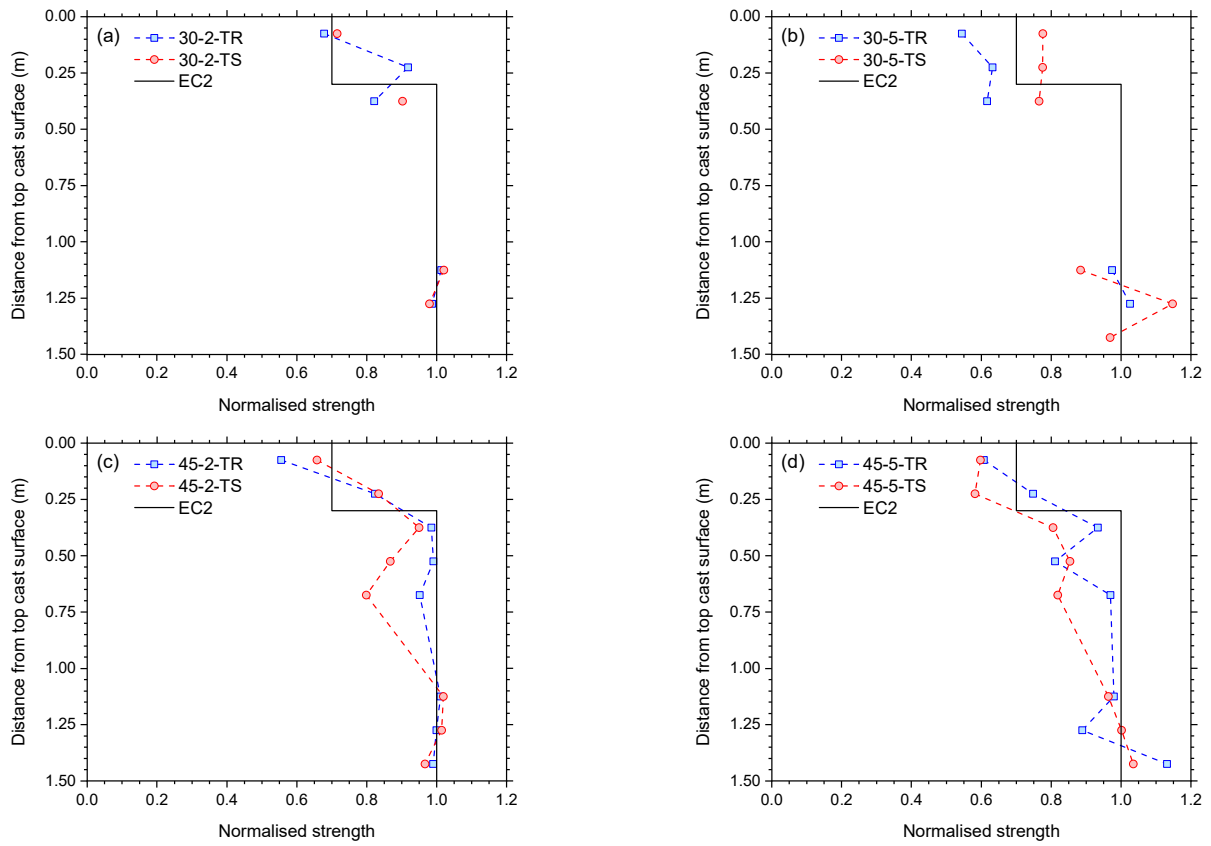 (a)
30-2-TR
30-2-TS
EC2
0.00
0.25
0.50
0.75
1.00
1.25
1.50
Distance from top cast surface (m)
0.0 0.2 0.4 0.6 0.8 1.0 1.2
Normalised strength
(b)
30-5-TR
30-5-TS
EC2
0.00
0.25
0.50
0.75
1.00
1.25
1.50
Distance from top cast surface (m)
0.0 0.2 0.4 0.6 0.8 1.0 1.2
Normalised strength
(c)
45-2-TR
45-2-TS
EC2
0.00
0.25
0.50
0.75
1.00
1.25
1.50
Distance from top cast surface (m)
0.0 0.2 0.4 0.6 0.8 1.0 1.2
Normalised strength
(d)
45-5-TR
45-5-TS
EC2
0.00
0.25
0.50
0.75
1.00
1.25
1.50
Distance from top cast surface (m)
0.0 0.2 0.4 0.6 0.8 1.0 1.2
Normalised strength